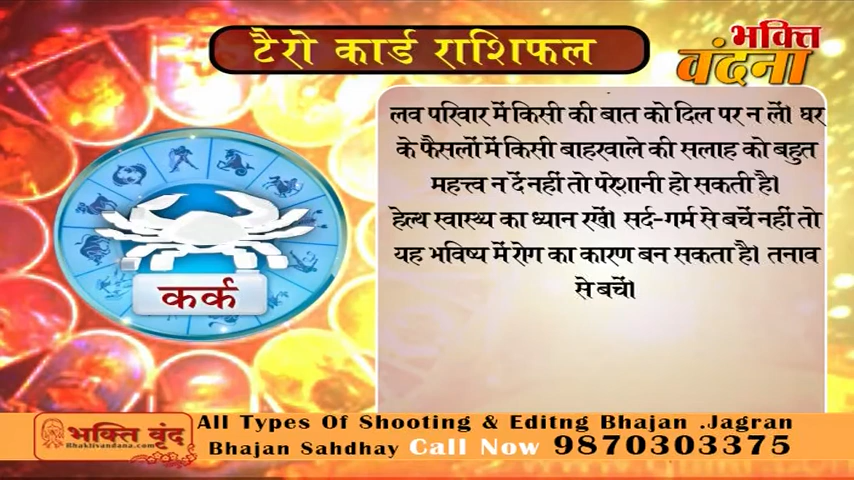 टैरो कार्ड राशिफल
भक्ति
वंदना
लव परिवार में किसी की बात को दिल पर न लें। घर
के फैसलों में किसी बाहरवाले की सलाह को बहुत
महत्त्व न दें नहीं तो परेशानी हो सकती है।
हेल्थ स्वास्थ्य का ध्यान रखें। सर्द-गर्म से बचें नहीं तो
यह भविष्य में रोग का कारण बन सकता है। तनाव
से बचें।
कर्क
भक्ति वृंद
Bhaktivandana.com
All Types Of Shooting & Editng Bhajan .Jagran
Bhajan Sahdhay Call Now 9870303375